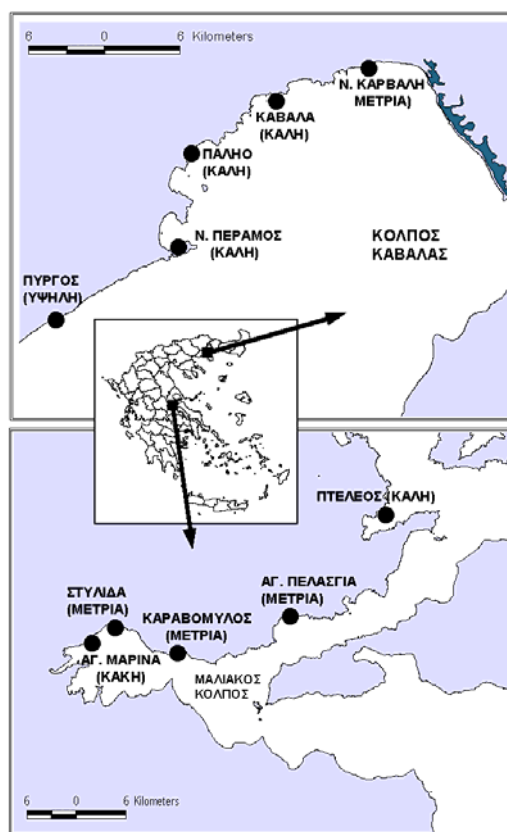 6 0 6 Kilometers
Ν. ΚΑΡΒΑΛΗ
ΜΕΤΡΙΑ)
ΚΑΒΑΛΑ
(ΚΑΛΗ)
ΠΑΛΗΟ
(ΚΑΛΗ)
Ν. ΠΕΡΑΜΟΣ
(ΚΑΛΗ)
ΚΟΛΠΟΣ
ΚΑΒΑΛΑΣ
ΠΥΡΓΟΣ
(ΥΨΗΛΗ)
ΠΤΕΛΕΟΣ (ΚΑΛΗ)
ΑΓ. ΠΕΛΑΣΓΙΑ
(ΜΕΤΡΙΑ)
ΣΤΥΛΙΔΑ
(ΜΕΤΡΙΑ)
ΚΑΡΑΒΟΜΥΛΟΣ
(ΜΕΤΡΙΑ)
ΑΓ. ΜΑΡΙΝΑ
(ΚΑΚΗ)
ΜΑΛΙΑΚΟΣ
ΚΟΛΠΟΣ
6 0 6 Kilometers